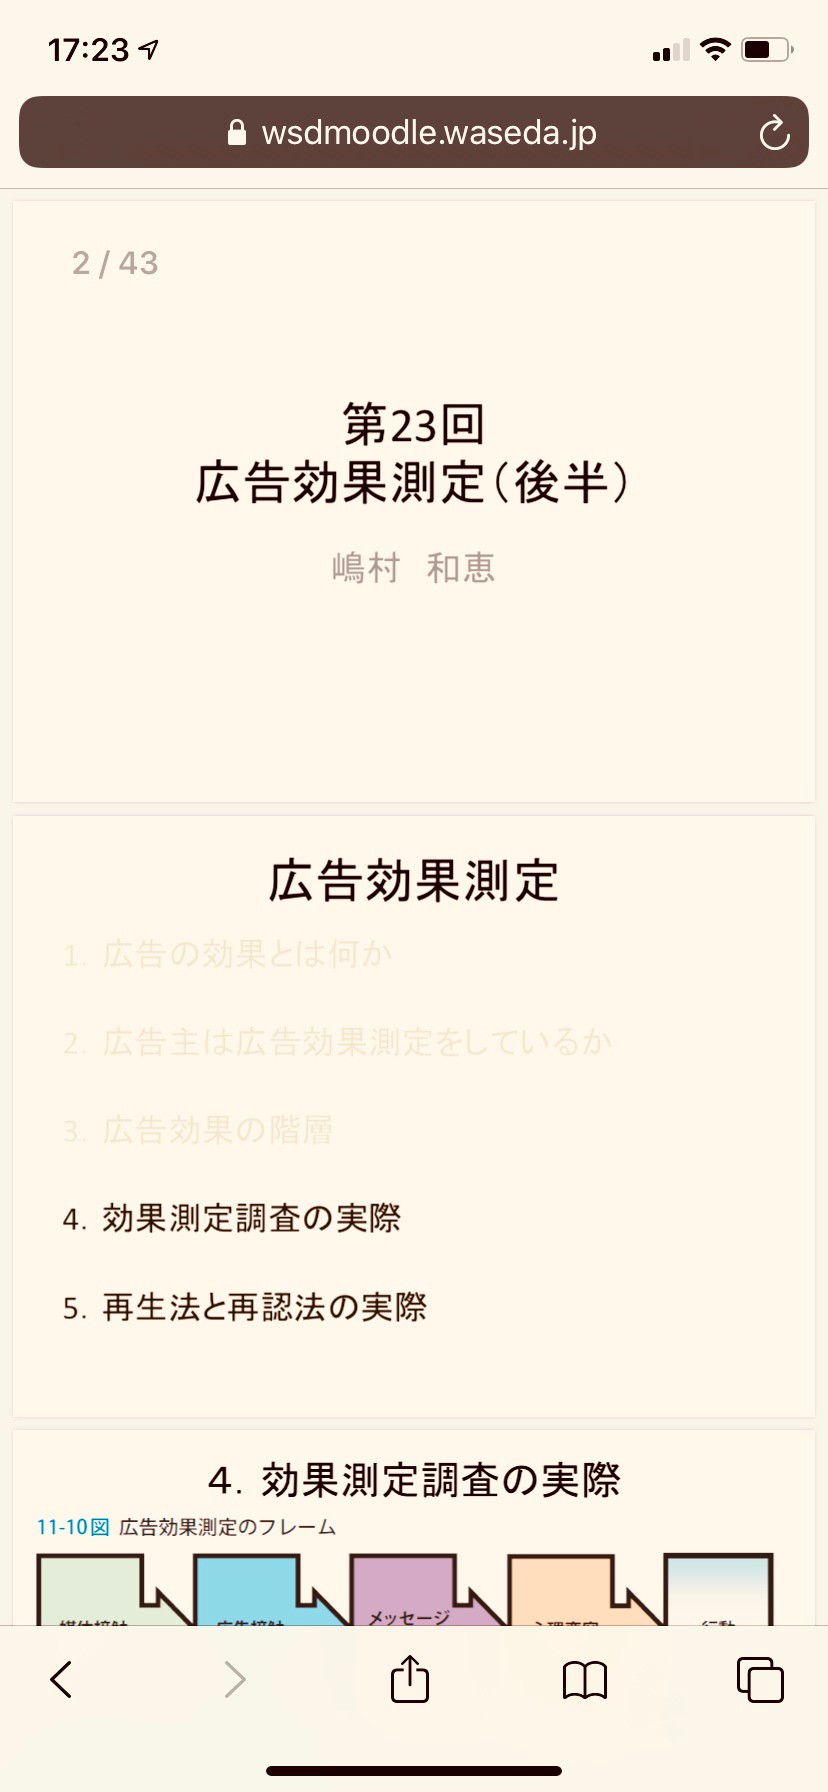 17:23
wsdmoodle.waseda.jp
2 / 43
第23回
広告効果測定（後半）
嶋村 和恵
広告効果測定
1. 広告の効果とは何か
2. 広告主は広告効果測定をしているか
3. 広告効果の階層
4. 効果測定調査の実際
5. 再生法と再認法の実際
4. 効果測定調査の実際
11-10図 広告効果測定のフレーム
メッセージ